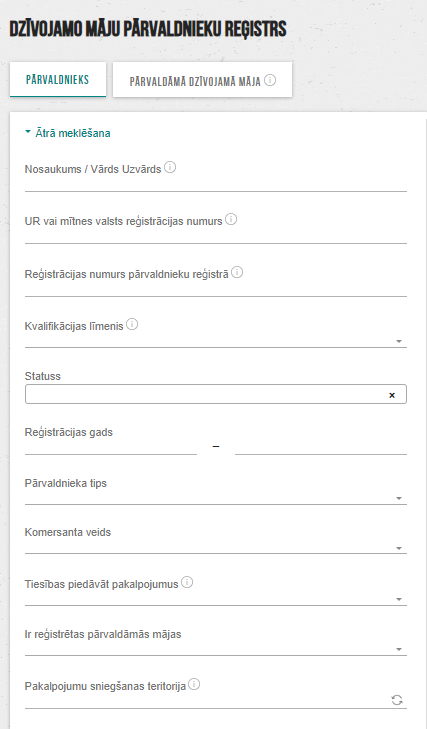 DZĪVOJAMO MĀJU PĀRVALDNIEKU REĢISTRS
PĀRVALDNIEKS
PĀRVALDĀMĀ DZĪVOJAMĀ MĀJA
Ātrā meklēšana
Nosaukums / Vārds Uzvārds
UR vai mītnes valsts reģistrācijas numurs
Reģistrācijas numurs pārvaldnieku reģistrā
Kvalifikācijas līmenis
Statuss
×
Reģistrācijas gads
–
Pārvaldnieka tips
Komersanta veids
Tiesības piedāvāt pakalpojumus
Ir reģistrētas pārvaldāmās mājas
Pakalpojumu sniegšanas teritorija